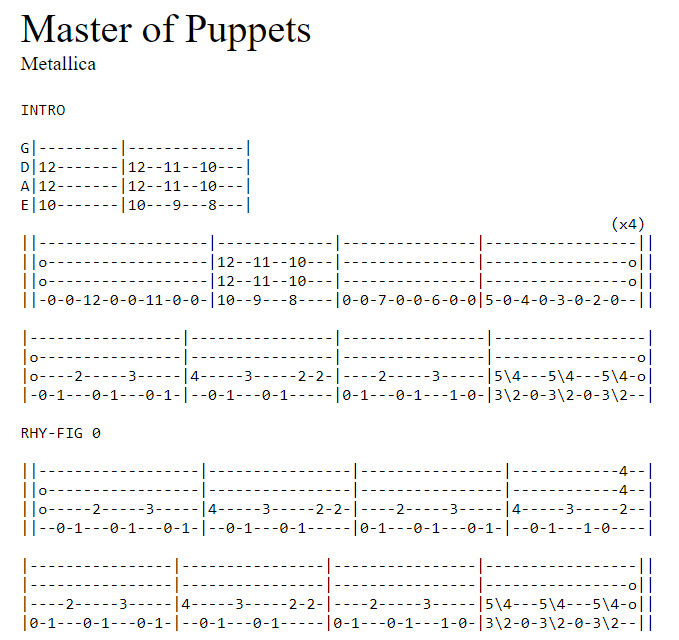 Master of Puppets
Metallica
INTRO
G|---------|-------------|
D|12-------|12--11--10---|
A|12-------|12--11--10---|
E|10-------|10---9---8---|
(x4)
||-------------------|-------------|---------------|-----------------||
||o------------------|12--11--10---|---------------|----------------o||
||o------------------|12--11--10---|---------------|----------------o||
||-0-0-12-0-0-11-0-0-|10--9---8----|0-0-7-0-0-6-0-0|5-0-4-0-3-0-2-0--||
|-----------------|----------------|----------------|-----------------|
|o----------------|----------------|----------------|----------------o|
|o----2-----3-----|4-----3-----2-2-|----2-----3-----|5\4---5\4---5\4-o|
|-0-1---0-1---0-1-|--0-1---0-1-----|0-1---0-1---1-0-|3\2-0-3\2-0-3\2--|
RHY-FIG 0
||------------------|----------------|----------------|------------4--|
||o-----------------|----------------|----------------|------------4--|
||o-----2-----3-----|4-----3-----2-2-|----2-----3-----|4-----3-----2--|
||--0-1---0-1---0-1-|--0-1---0-1-----|0-1---0-1---0-1-|--0-1---1-0----|
|----------------|----------------|----------------|-----------------||
|----------------|----------------|----------------|----------------o||
|----2-----3-----|4-----3-----2-2-|----2-----3-----|5\4---5\4---5\4-o||
|0-1---0-1---0-1-|--0-1---0-1-----|0-1---0-1---1-0-|3\2-0-3\2-0-3\2--||